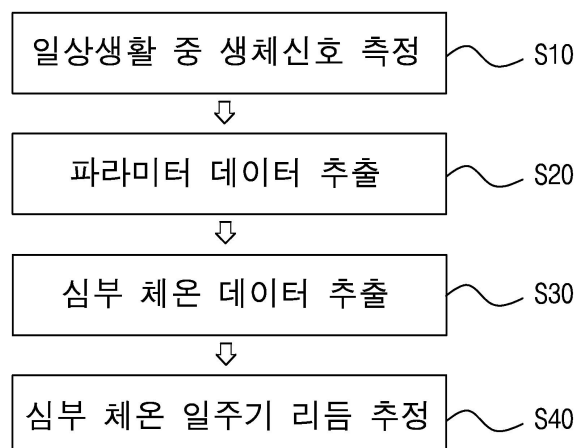 일상생활 중 생체신호 측정 S10
파라미터 데이터 추출 S20
심부 체온 데이터 추출 S30
심부 체온 일주기 리듬 추정 S40